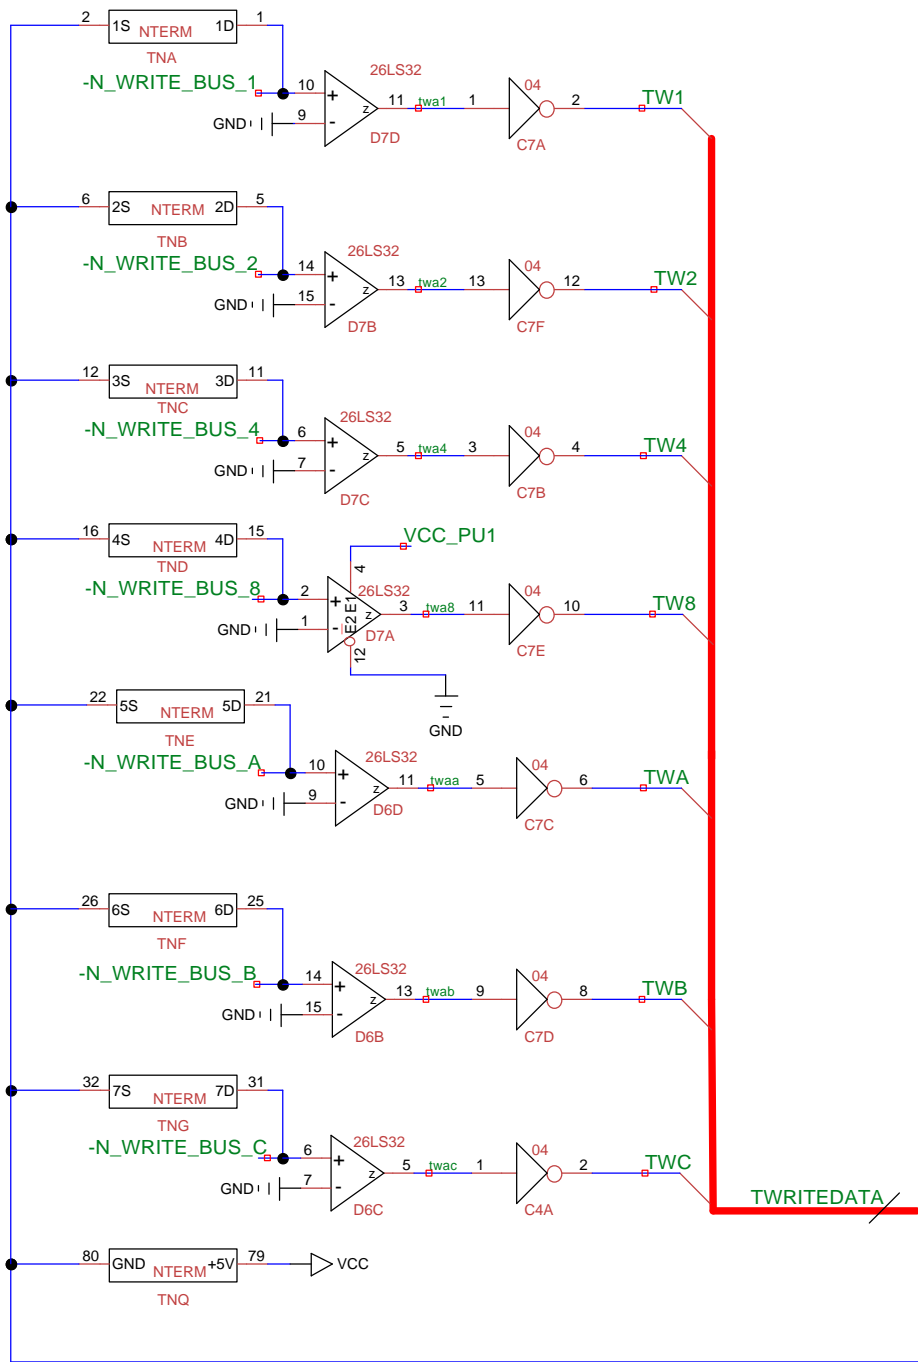 2 1S NTERM 1D 1
TNA
-N_WRITE_BUS_1 10 + 26LS32 z 11 twa1 1 04 2 TW1
GND 9 - D7D C7A
6 2S NTERM 2D 5
TNB
-N_WRITE_BUS_2 14 + 26LS32 z 13 twa2 13 04 12 TW2
GND 15 - D7B C7F
12 3S NTERM 3D 11
TNC
-N_WRITE_BUS_4 6 + 26LS32 z 5 twa4 3 04 4 TW4
GND 7 - D7C C7B
16 4S NTERM 4D 15
TND
VCC_PU1
4
-N_WRITE_BUS_8 2 + E1 26LS32 z 3 twa8 11 04 10 TW8
GND 1 - E2 D7A C7E
12
GND
22 5S NTERM 5D 21
TNE
-N_WRITE_BUS_A 10 + 26LS32 z 11 twaa 5 04 6 TWA
GND 9 - D6D C7C
26 6S NTERM 6D 25
TNF
-N_WRITE_BUS_B 14 + 26LS32 z 13 twab 9 04 8 TWB
GND 15 - D6B C7D
32 7S NTERM 7D 31
TNG
-N_WRITE_BUS_C 6 + 26LS32 z 5 twac 1 04 2 TWC
GND 7 - D6C C4A
TWRITEDATA
80 GND NTERM +5V 79 VCC
TNQ